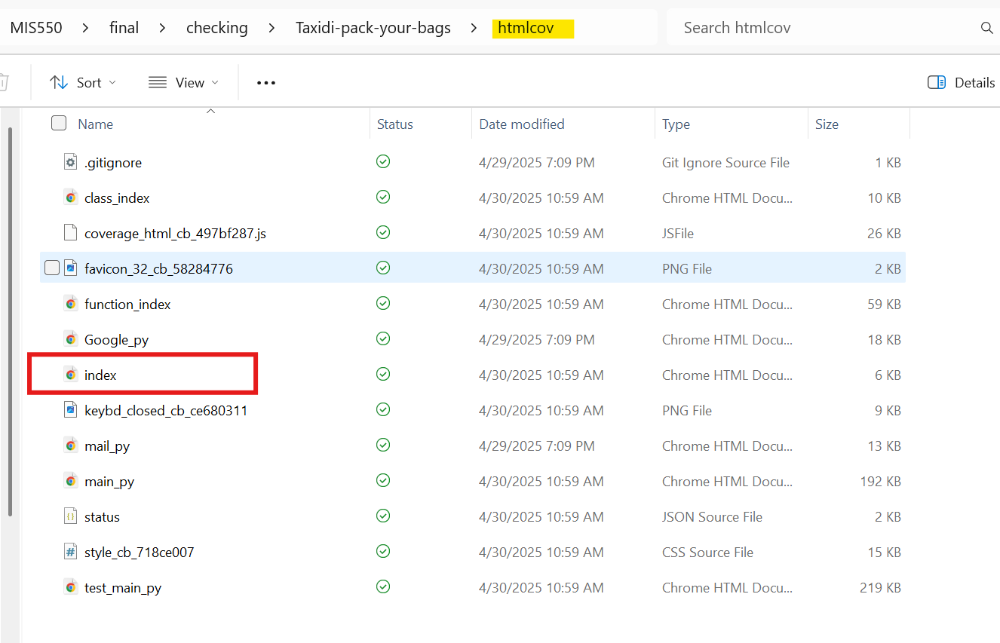 MIS550 > final > checking > Taxidi-pack-your-bags > htmlcov Search htmlcov
Sort View ••• Details
Name Status Date modified Type Size
.gitignore 4/29/2025 7:09 PM Git Ignore Source File 1 KB
class_index 4/30/2025 10:59 AM Chrome HTML Docu... 10 KB
coverage_html_cb_497bf287.js 4/30/2025 10:59 AM JSFile 26 KB
favicon_32_cb_58284776 4/30/2025 10:59 AM PNG File 2 KB
function_index 4/30/2025 10:59 AM Chrome HTML Docu... 59 KB
Google_py 4/29/2025 7:09 PM Chrome HTML Docu... 18 KB
index 4/30/2025 10:59 AM Chrome HTML Docu... 6 KB
keybd_closed_cb_ce680311 4/30/2025 10:59 AM PNG File 9 KB
mail_py 4/29/2025 7:09 PM Chrome HTML Docu... 13 KB
main_py 4/30/2025 10:59 AM Chrome HTML Docu... 192 KB
status 4/30/2025 10:59 AM JSON Source File 2 KB
style_cb_718ce007 4/30/2025 10:59 AM CSS Source File 15 KB
test_main_py 4/30/2025 10:59 AM Chrome HTML Docu... 219 KB